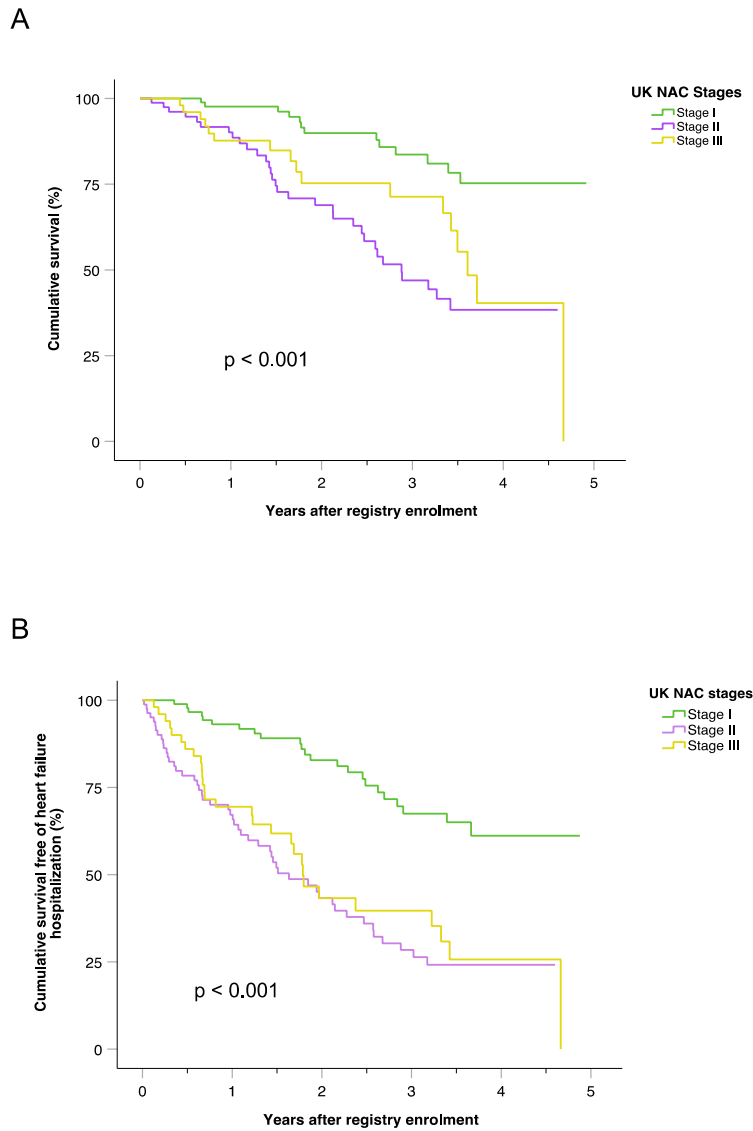 A
UK NAC Stages
Stage I
Stage II
Stage III
100
75
50
25
0
Cumulative survival (%)
p < 0.001
0 1 2 3 4 5
Years after registry enrolment
B
UK NAC stages
Stage I
Stage II
Stage III
100
75
50
25
0
Cumulative survival free of heart failure
hospitalization (%)
p < 0.001
0 1 2 3 4 5
Years after registry enrolment